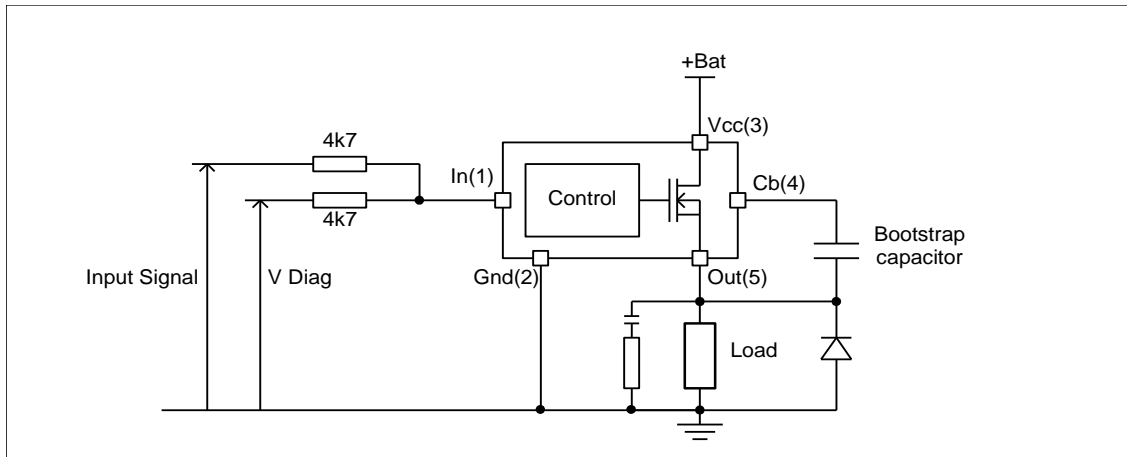 +Bat
Vcc(3)
4k7
In(1)
Cb(4)
Control
4k7
Bootstrap
capacitor
Input Signal
V Diag
Gnd(2)
Out(5)
Load